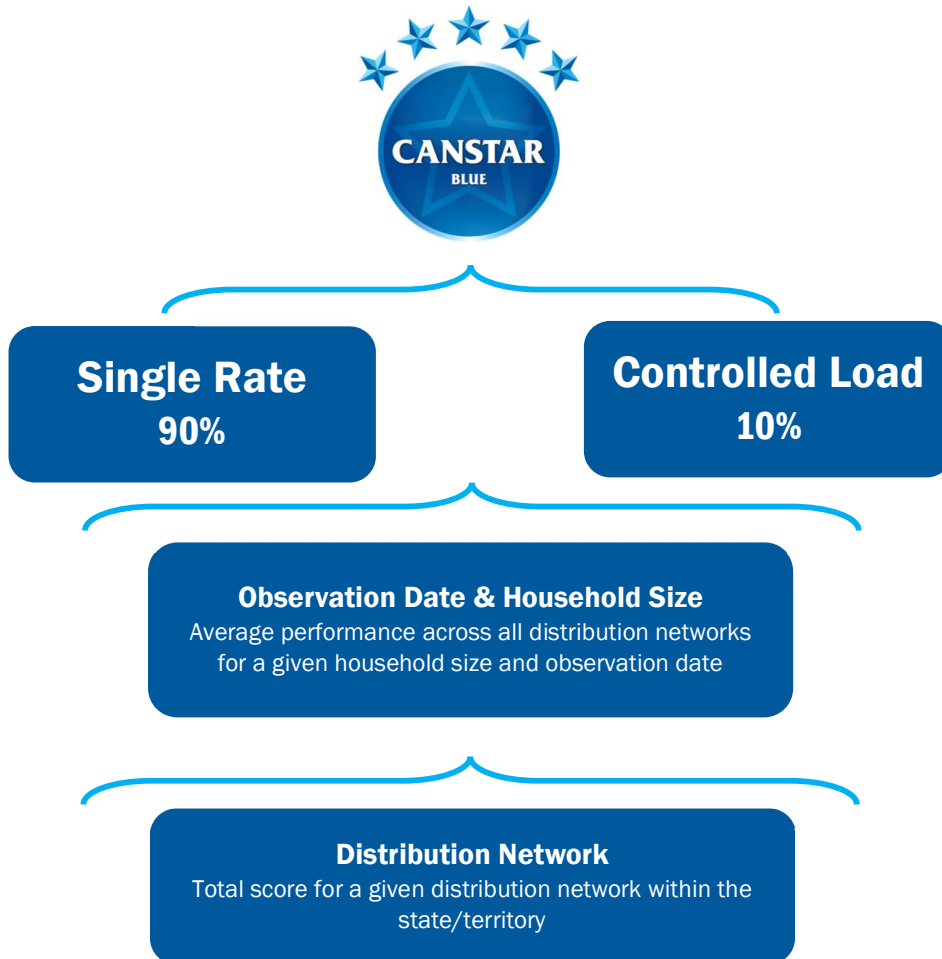 CANSTAR
BLUE
Single Rate
90%
Controlled Load
10%
Observation Date & Household Size
Average performance across all distribution networks
for a given household size and observation date
Distribution Network
Total score for a given distribution network within the
state/territory